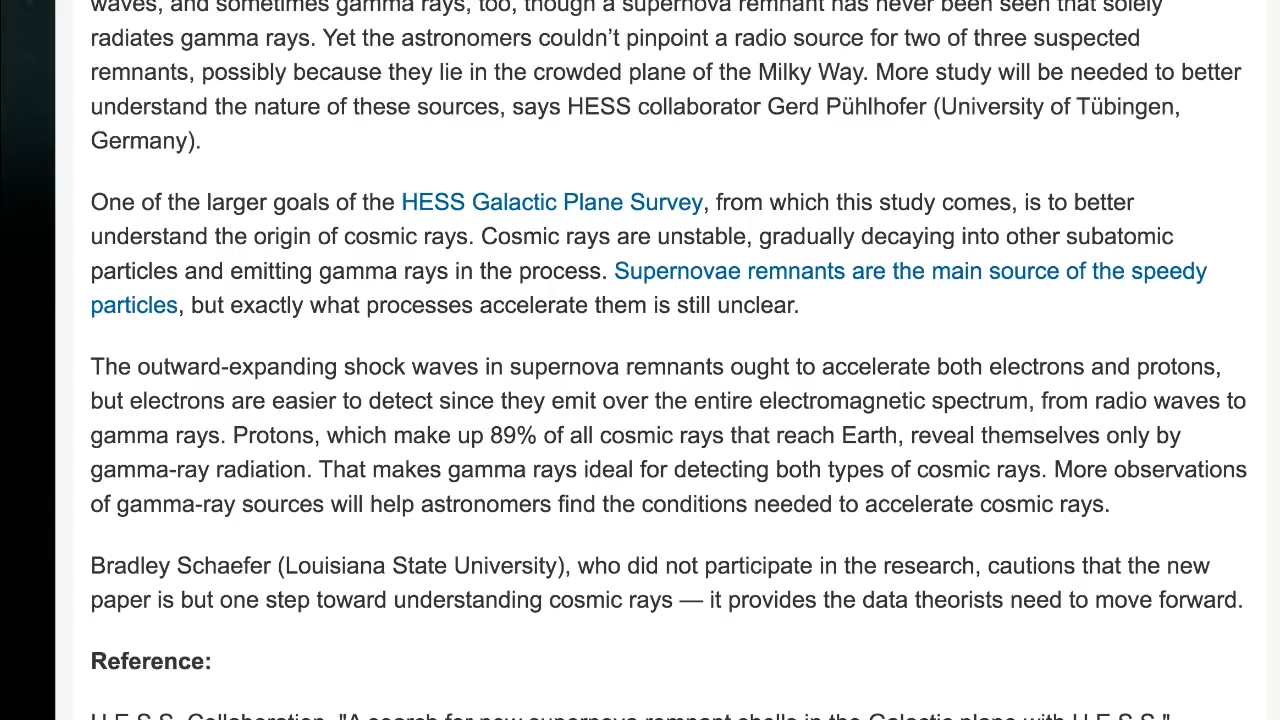 waves, and sometimes gamma rays, too, though a supernova remnant has never been seen that solely
radiates gamma rays. Yet the astronomers couldn’t pinpoint a radio source for two of three suspected
remnants, possibly because they lie in the crowded plane of the Milky Way. More study will be needed to better
understand the nature of these sources, says HESS collaborator Gerd Pühlhofer (University of Tübingen,
Germany).
One of the larger goals of the HESS Galactic Plane Survey, from which this study comes, is to better
understand the origin of cosmic rays. Cosmic rays are unstable, gradually decaying into other subatomic
particles and emitting gamma rays in the process. Supernovae remnants are the main source of the speedy
particles, but exactly what processes accelerate them is still unclear.
The outward-expanding shock waves in supernova remnants ought to accelerate both electrons and protons,
but electrons are easier to detect since they emit over the entire electromagnetic spectrum, from radio waves to
gamma rays. Protons, which make up 89% of all cosmic rays that reach Earth, reveal themselves only by
gamma-ray radiation. That makes gamma rays ideal for detecting both types of cosmic rays. More observations
of gamma-ray sources will help astronomers find the conditions needed to accelerate cosmic rays.
Bradley Schaefer (Louisiana State University), who did not participate in the research, cautions that the new
paper is but one step toward understanding cosmic rays — it provides the data theorists need to move forward.
Reference:
H.E.S.S. Collaboration. "A search for new supernova remnant shells in the Galactic plane with H.E.S.S."